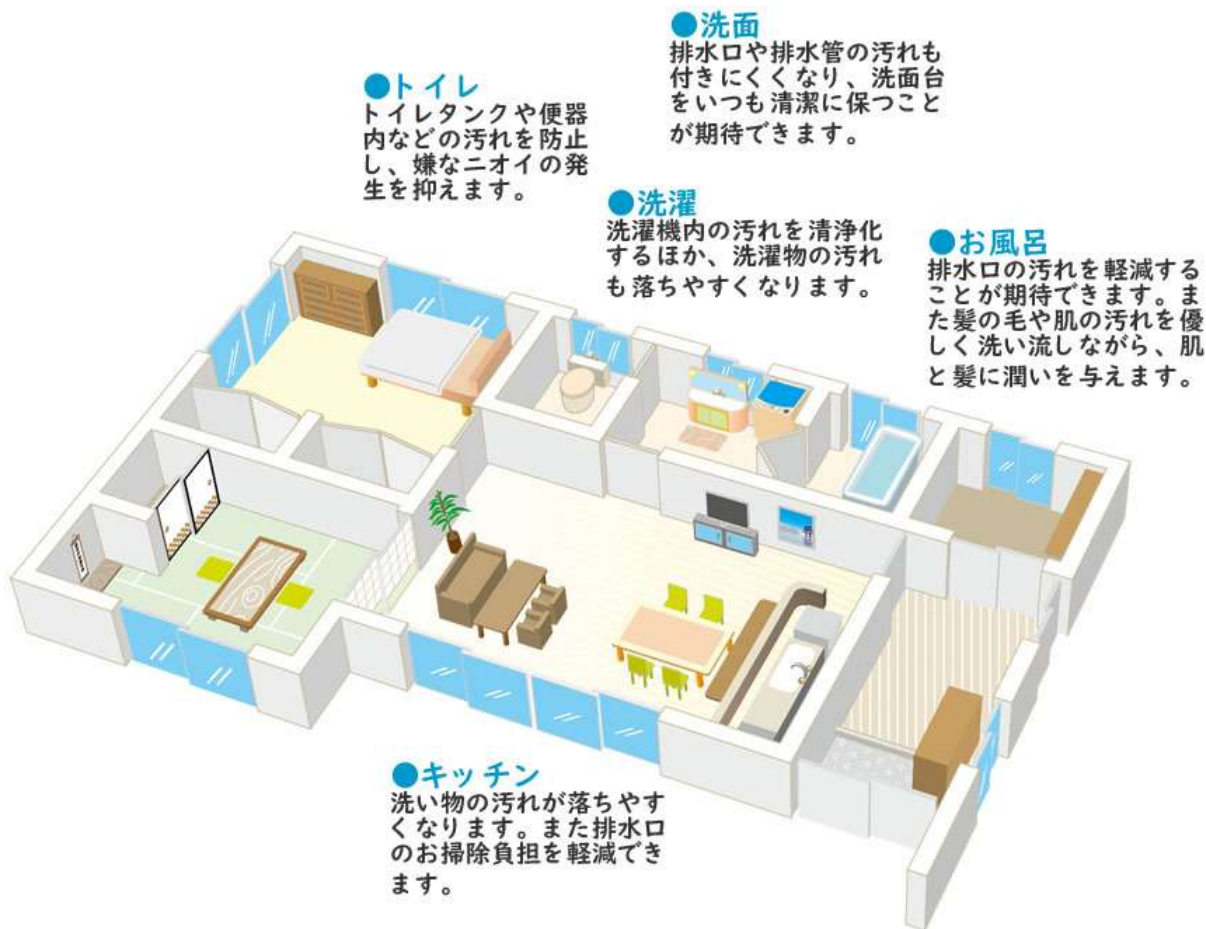 ●洗面
排水口や排水管の汚れも
付きにくくなり、洗面台
をいつも清潔に保つこと
が期待できます。
●トイレ
トイレタンクや便器
内などの汚れを防止
し、嫌なニオイの発
生を抑えます。
●洗濯
洗濯機内の汚れを清浄化
するほか、洗濯物の汚れ
も落ちやすくなります。
●お風呂
排水口の汚れを軽減する
ことが期待できます。ま
た髪の毛や肌の汚れを優
しく洗い流しながら、肌
と髪に潤いを与えます。
●キッチン
洗い物の汚れが落ちやす
くなります。また排水口
のお掃除負担を軽減でき
ます。